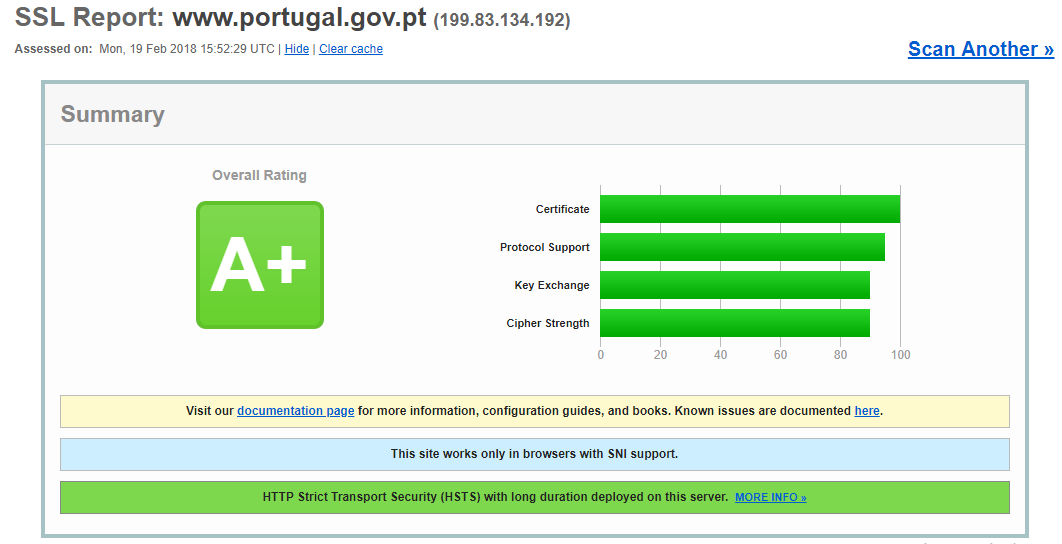 SSL Report: www.portugal.gov.pt (199.83.134.192)
Assessed on: Mon, 19 Feb 2018 15:52:29 UTC | Hide | Clear cache
Scan Another »
Summary
Overall Rating
A+
Certificate
Protocol Support
Key Exchange
Cipher Strength
0 20 40 60 80 100
Visit our documentation page for more information, configuration guides, and books. Known issues are documented here.
This site works only in browsers with SNI support.
HTTP Strict Transport Security (HSTS) with long duration deployed on this server. MORE INFO »